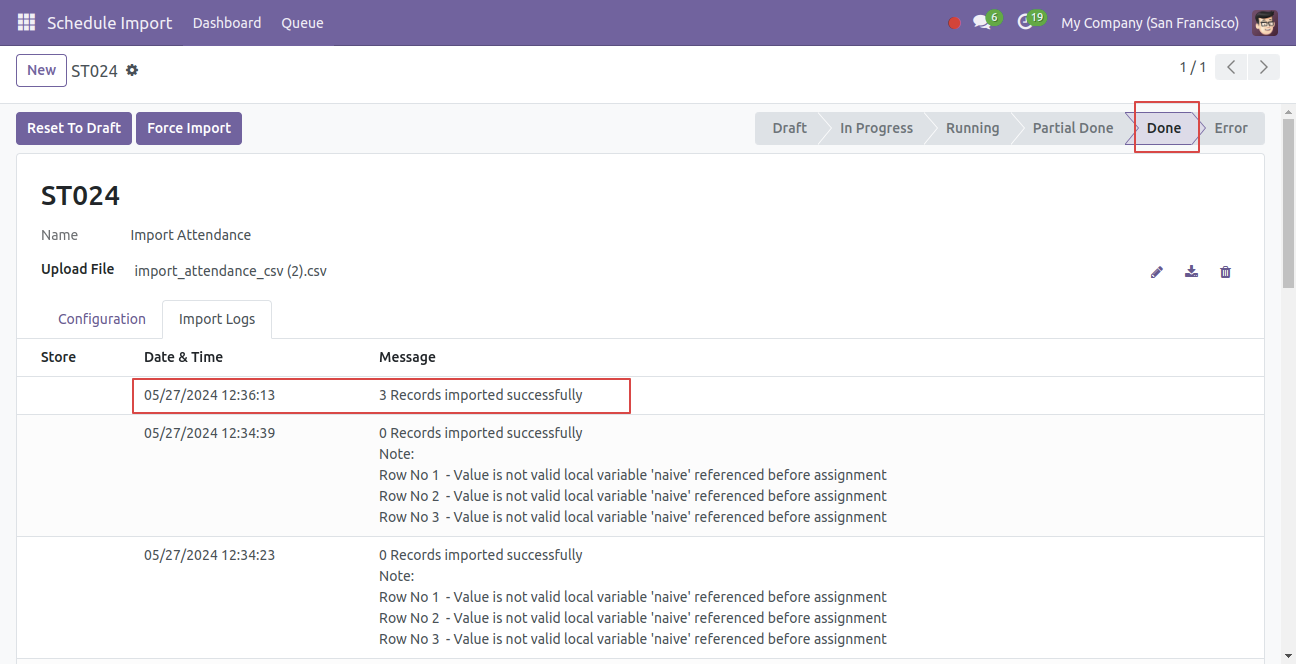 Schedule Import Dashboard Queue 6 19 My Company (San Francisco)
New ST024 1 / 1
Reset To Draft Force Import Draft In Progress Running Partial Done Done Error
ST024
Name Import Attendance
Upload File import_attendance_csv (2).csv
Configuration Import Logs
Store Date & Time Message
05/27/2024 12:36:13 3 Records imported successfully
05/27/2024 12:34:39 0 Records imported successfully
Note:
Row No 1 - Value is not valid local variable 'naive' referenced before assignment
Row No 2 - Value is not valid local variable 'naive' referenced before assignment
Row No 3 - Value is not valid local variable 'naive' referenced before assignment
05/27/2024 12:34:23 0 Records imported successfully
Note:
Row No 1 - Value is not valid local variable 'naive' referenced before assignment
Row No 2 - Value is not valid local variable 'naive' referenced before assignment
Row No 3 - Value is not valid local variable 'naive' referenced before assignment